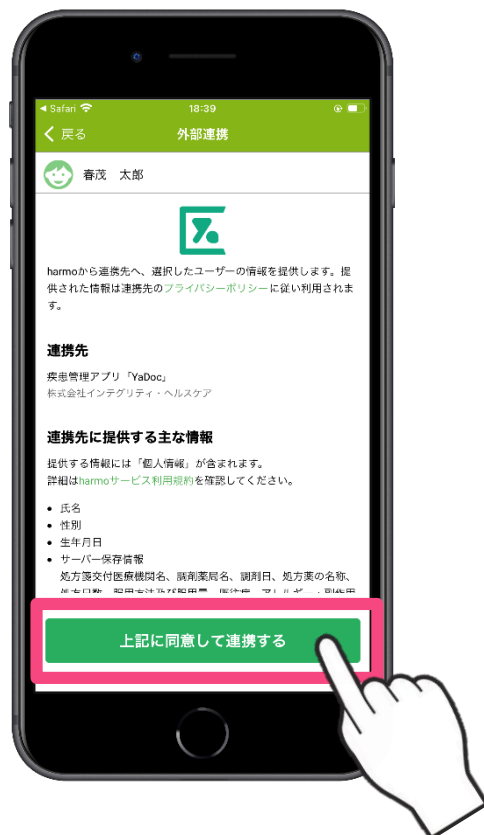 Safari 18:39
戻る 外部連携
春茂 太郎
harmoから連携先へ、選択したユーザーの情報を提供します。提
供された情報は連携先のプライバシーポリシーに従い利用されま
す。
連携先
疾患管理アプリ「YaDoc」
株式会社インテグリティ・ヘルスケア
連携先に提供する主な情報
提供する情報には「個人情報」が含まれます。
詳細はharmoサービス利用規約を確認してください。
• 氏名
• 性別
• 生年月日
• サーバー保存情報
処方箋交付医療機関名、調剤薬局名、調剤日、処方薬の名称、
上記に同意して連携する